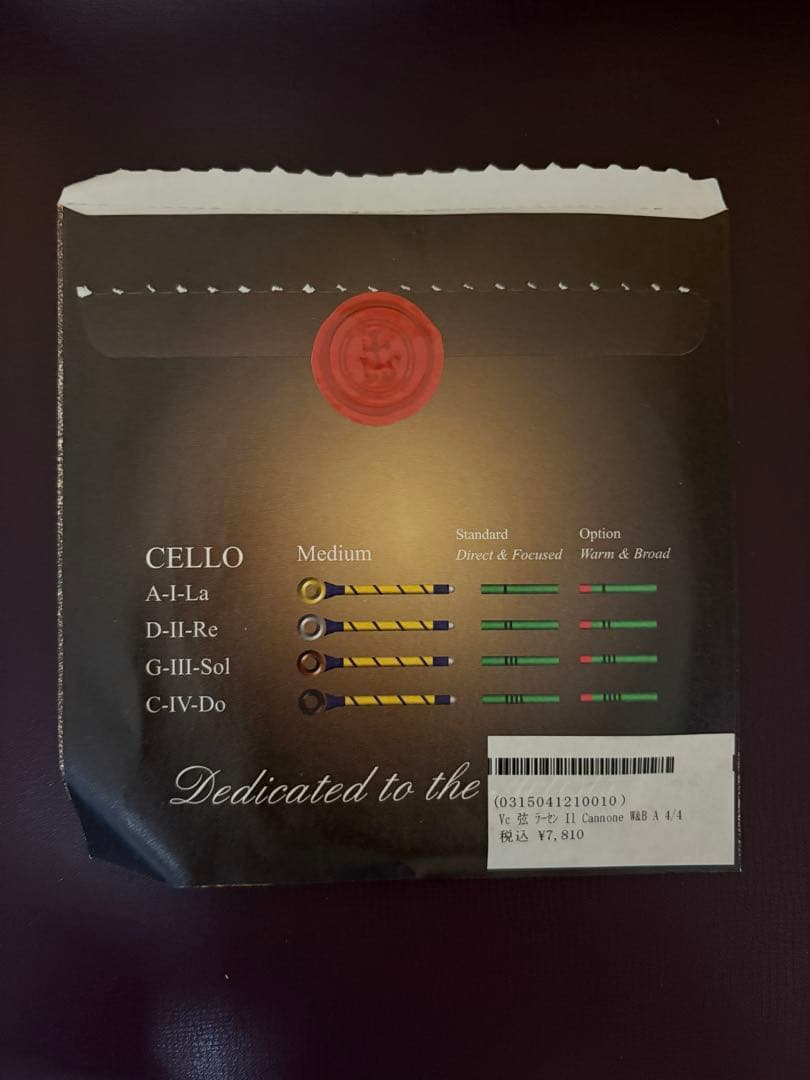 Standard
Option
CELLO
Medium
Direct & Focused
Warm & Broad
A-I-La
D-II-Re
G-III-Sol
C-IV-Do
Dedicated to the
(0315041210010)
Vc 弦 ラーセン Il Cannone W&B A 4/4
税込 ¥7,810